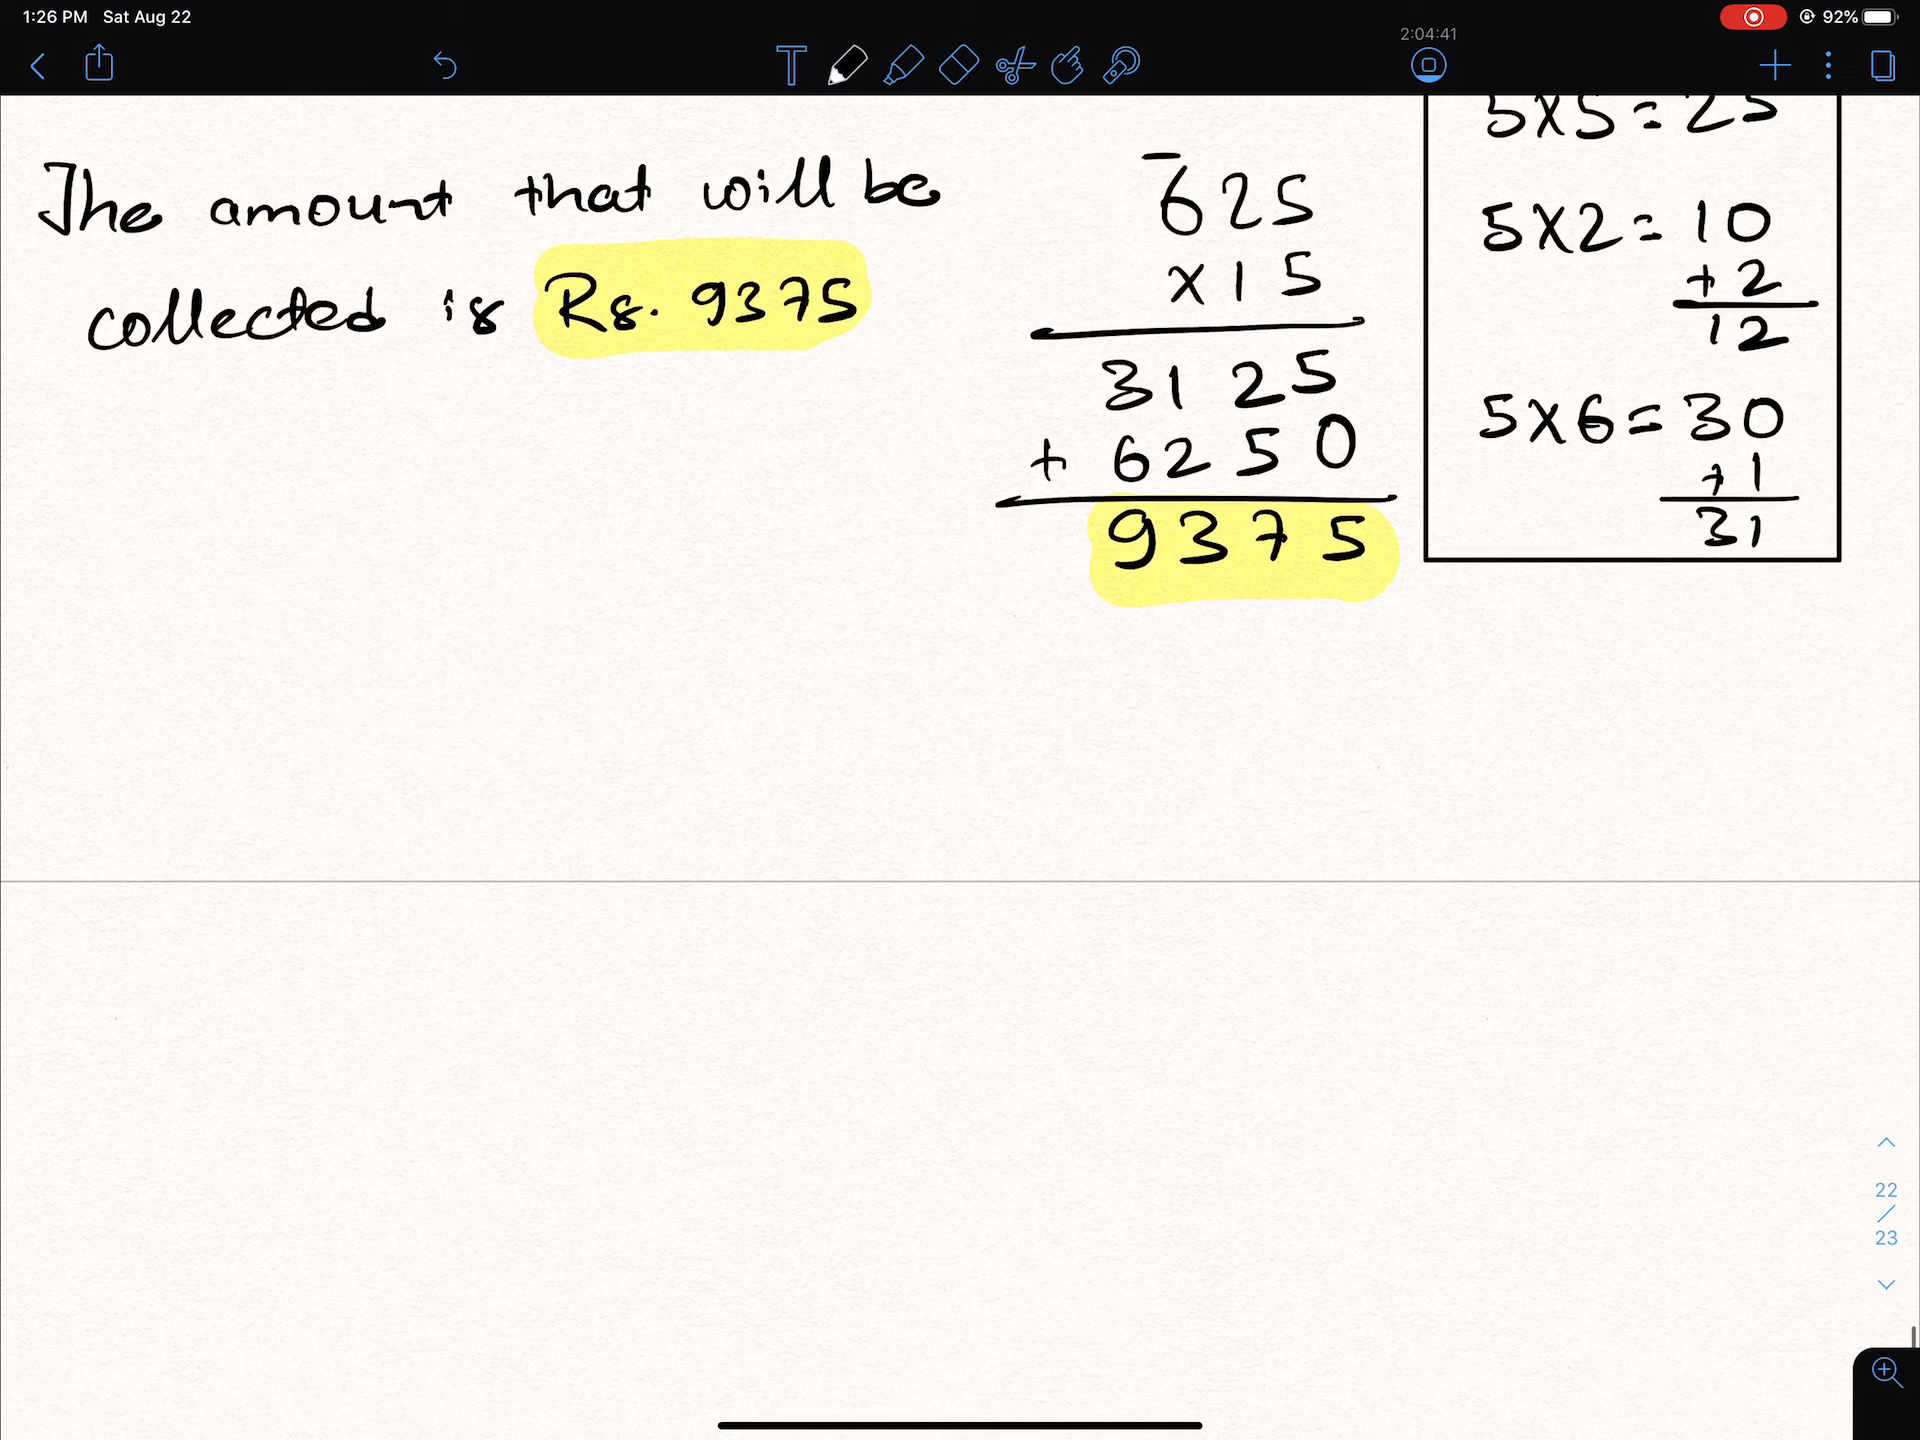 1:26 PM Sat Aug 22
92%
2:04:41
The amount that will be
collected is Rs. 9375
625
x15
3125
+ 6250
9375
5x5=25
5x2=10
+2
12
5x6=30
+1
31
22
/
23